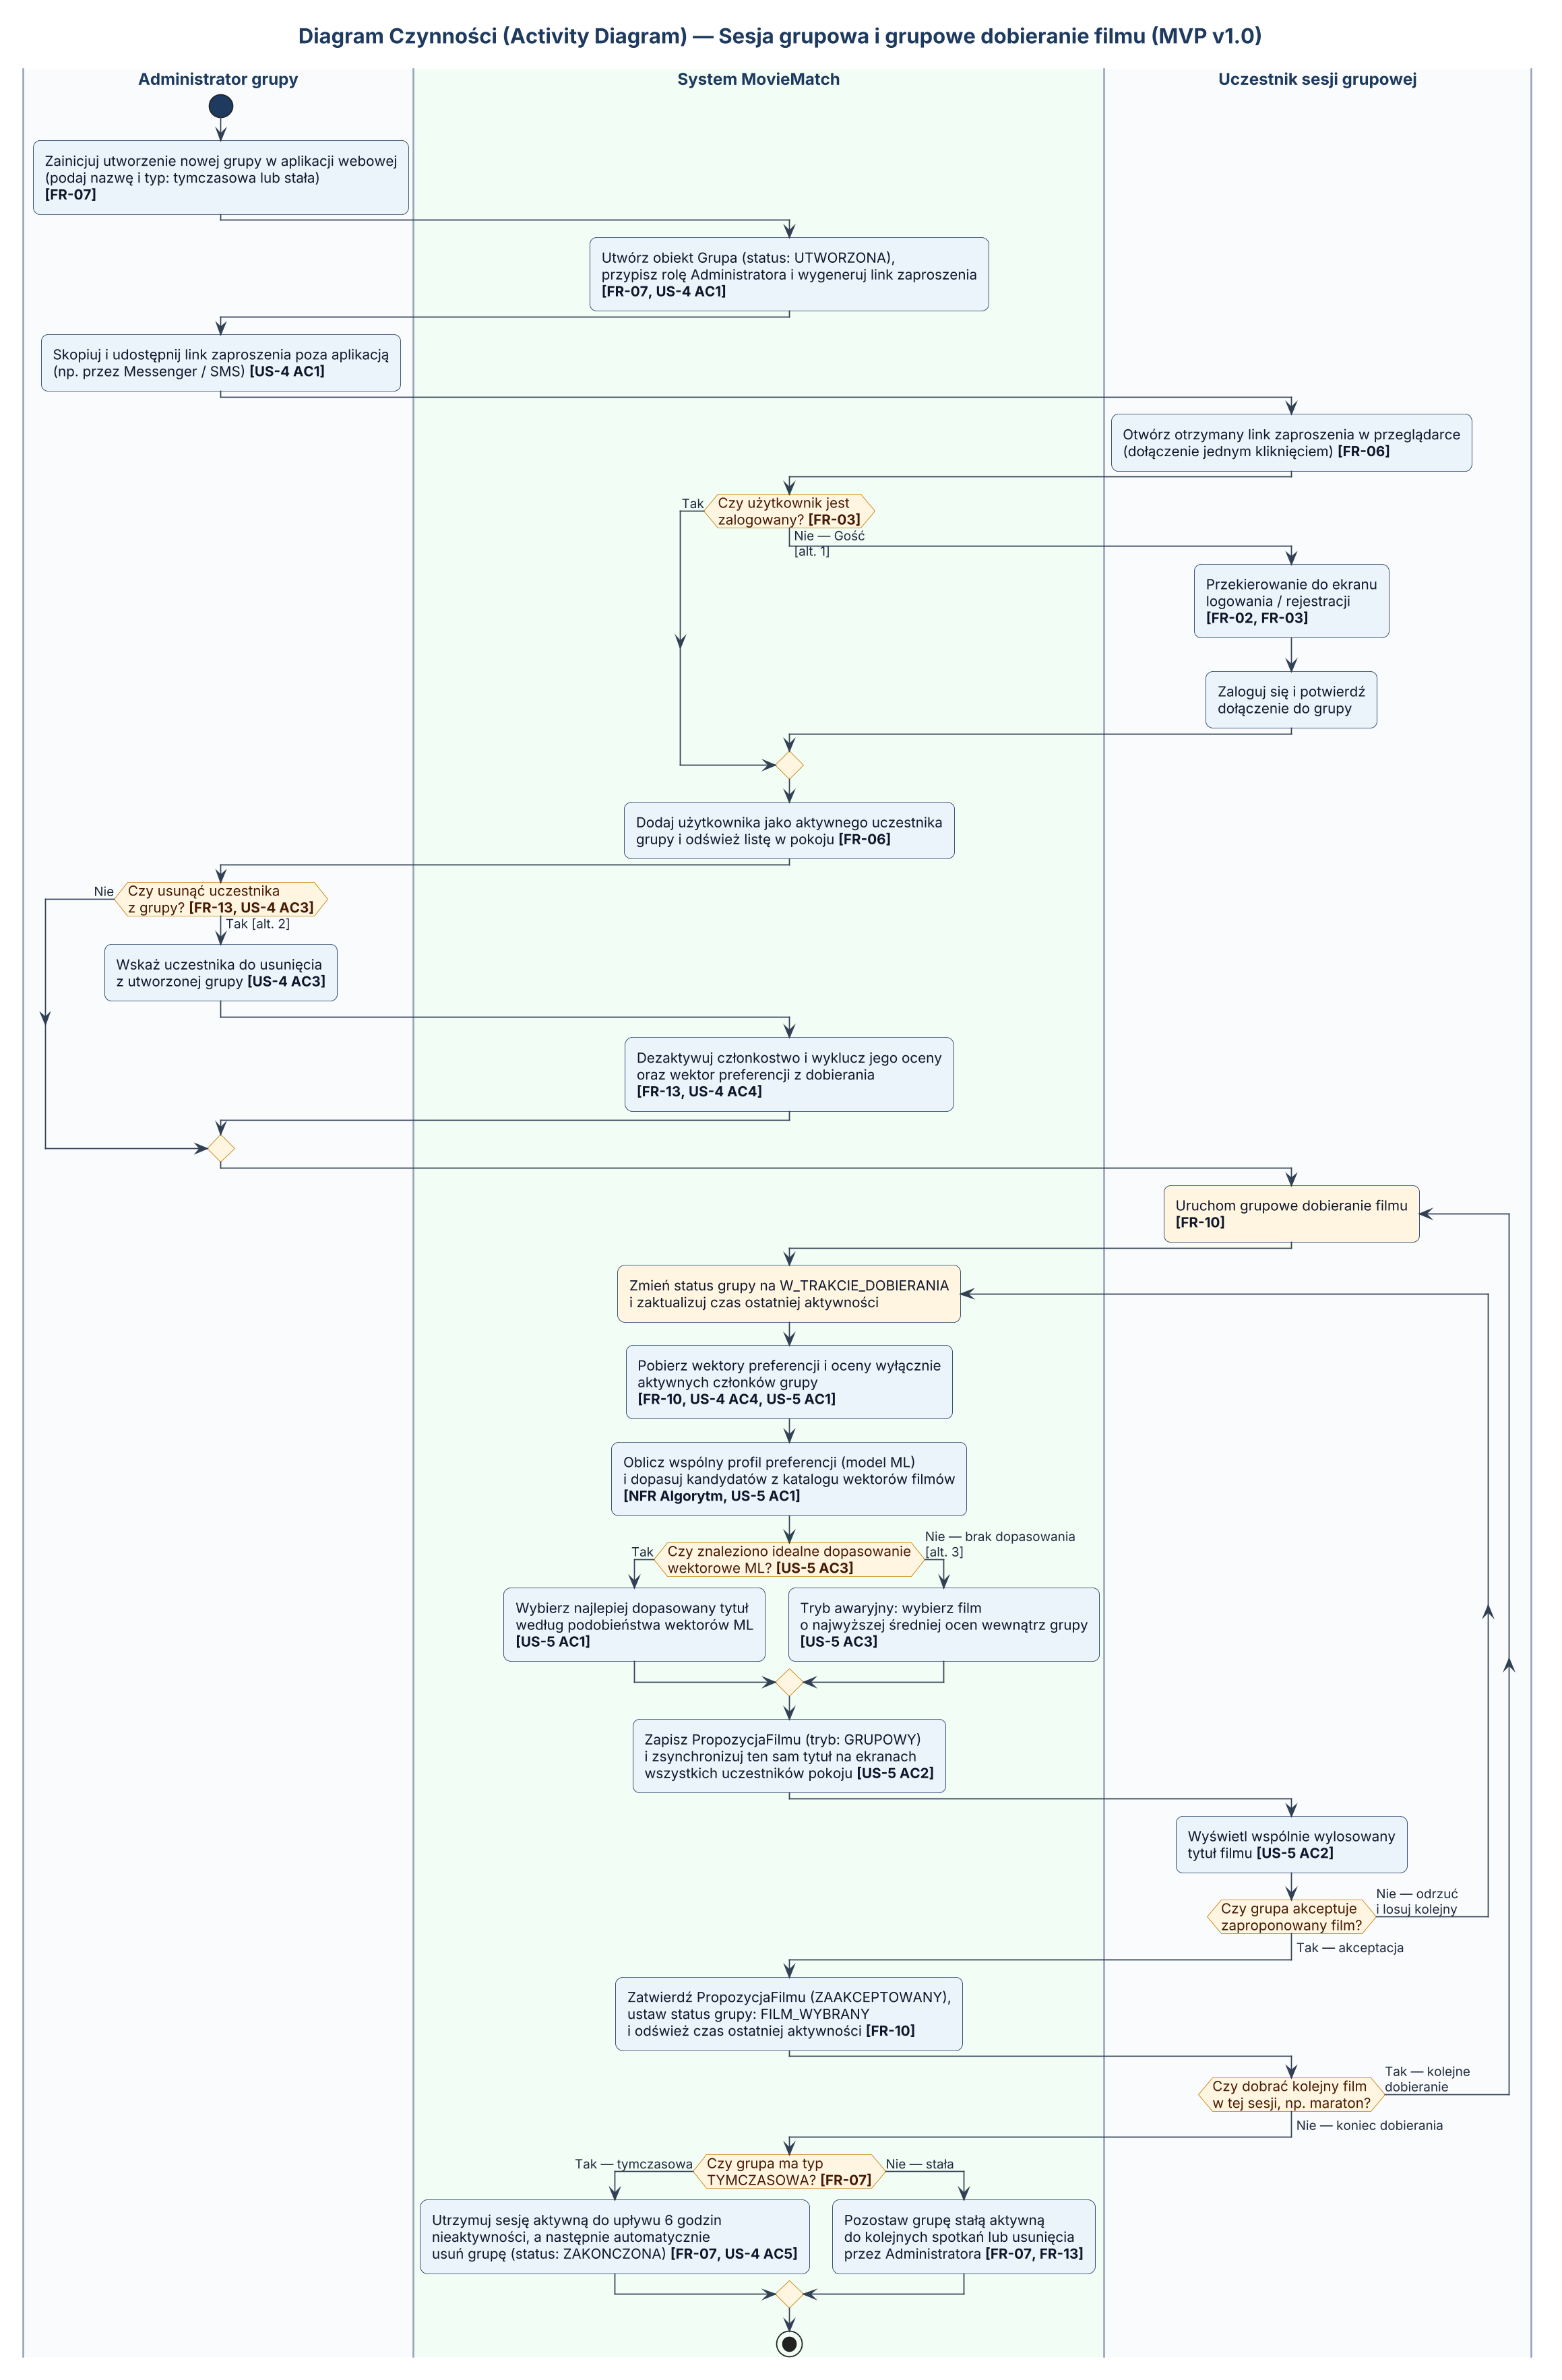 Diagram Czynności (Activity Diagram) — Sesja grupowa i grupowe dobieranie filmu (MVP v1.0)
Administrator grupy
System MovieMatch
Uczestnik sesji grupowej
Zainicjuj utworzenie nowej grupy w aplikacji webowej
(podaj nazwę i typ: tymczasowa lub stała)
[FR-07]
Utwórz obiekt Grupa (status: UTWORZONA),
przypisz rolę Administratora i wygeneruj link zaproszenia
[FR-07, US-4 AC1]
Skopiuj i udostępnij link zaproszenia poza aplikacją
(np. przez Messenger / SMS) [US-4 AC1]
Otwórz otrzymany link zaproszenia w przeglądarce
(dołączenie jednym kliknięciem) [FR-06]
Tak
Czy użytkownik jest
zalogowany? [FR-03]
Nie — Gość
[alt. 1]
Przekierowanie do ekranu
logowania / rejestracji
[FR-02, FR-03]
Zaloguj się i potwierdź
dołączenie do grupy
Dodaj użytkownika jako aktywnego uczestnika
grupy i odśwież listę w pokoju [FR-06]
Nie
Czy usunąć uczestnika
z grupy? [FR-13, US-4 AC3]
Tak [alt. 2]
Wskaż uczestnika do usunięcia
z utworzonej grupy [US-4 AC3]
Dezaktywuj członkostwo i wyklucz jego oceny
oraz wektor preferencji z dobierania
[FR-13, US-4 AC4]
Uruchom grupowe dobieranie filmu
[FR-10]
Zmień status grupy na W_TRAKCIE_DOBIERANIA
i zaktualizuj czas ostatniej aktywności
Pobierz wektory preferencji i oceny wyłącznie
aktywnych członków grupy
[FR-10, US-4 AC4, US-5 AC1]
Oblicz wspólny profil preferencji (model ML)
i dopasuj kandydatów z katalogu wektorów filmów
[NFR Algorytm, US-5 AC1]
Tak
Czy znaleziono idealne dopasowanie
wektorowe ML? [US-5 AC3]
Nie — brak dopasowania
[alt. 3]
Wybierz najlepiej dopasowany tytuł
według podobieństwa wektorów ML
[US-5 AC1]
Tryb awaryjny: wybierz film
o najwyższej średniej ocen wewnątrz grupy
[US-5 AC3]
Zapisz PropozycjaFilmu (tryb: GRUPOWY)
i zsynchronizuj ten sam tytuł na ekranach
wszystkich uczestników pokoju [US-5 AC2]
Wyświetl wspólnie wylosowany
tytuł filmu [US-5 AC2]
Czy grupa akceptuje
zaproponowany film?
Nie — odrzuć
i losuj kolejny
Tak — akceptacja
Zatwierdź PropozycjaFilmu (ZAAKCEPTOWANY),
ustaw status grupy: FILM_WYBRANY
i odśwież czas ostatniej aktywności [FR-10]
Czy dobrać kolejny film
w tej sesji, np. maraton?
Tak — kolejne
dobieranie
Nie — koniec dobierania
Tak — tymczasowa
Czy grupa ma typ
TYMCZASOWA? [FR-07]
Nie — stała
Utrzymuj sesję aktywną do upływu 6 godzin
nieaktywności, a następnie automatycznie
usuń grupę (status: ZAKONCZONA) [FR-07, US-4 AC5]
Pozostaw grupę stałą aktywną
do kolejnych spotkań lub usunięcia
przez Administratora [FR-07, FR-13]